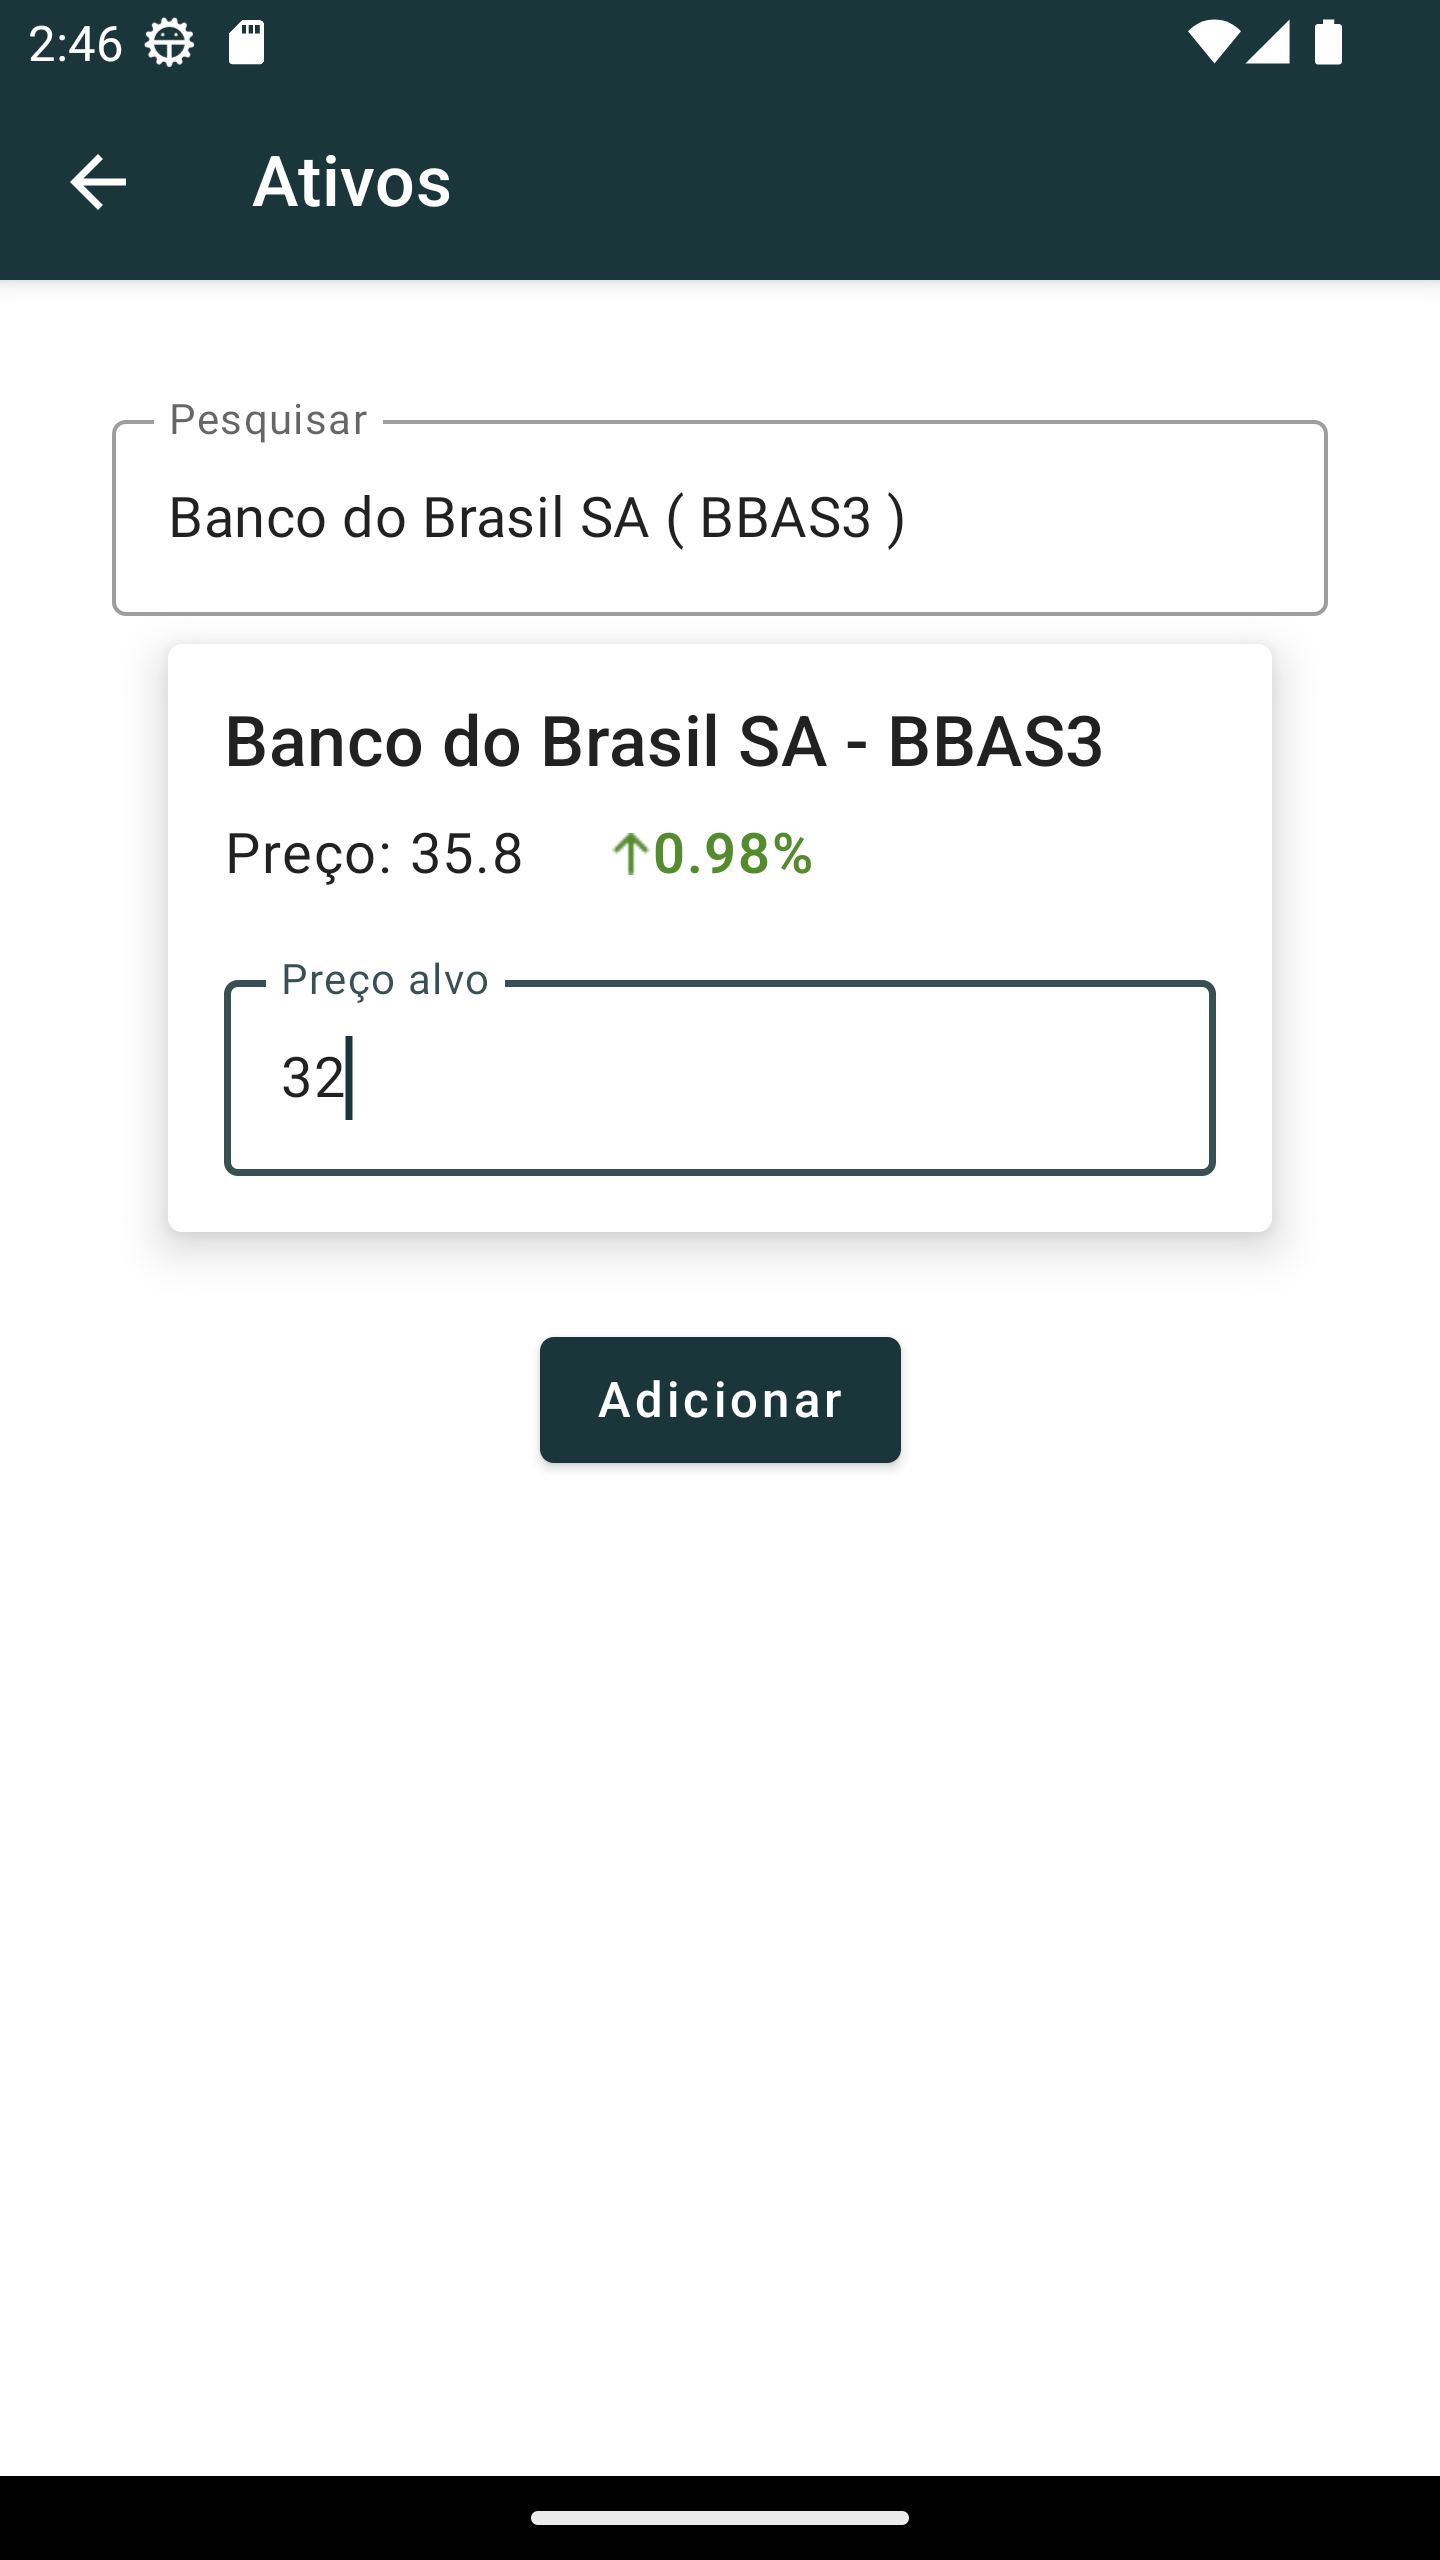 2:46
Ativos
Pesquisar
Banco do Brasil SA ( BBAS3 )
Banco do Brasil SA - BBAS3
Preço: 35.8 ↑0.98%
Preço alvo
32
Adicionar